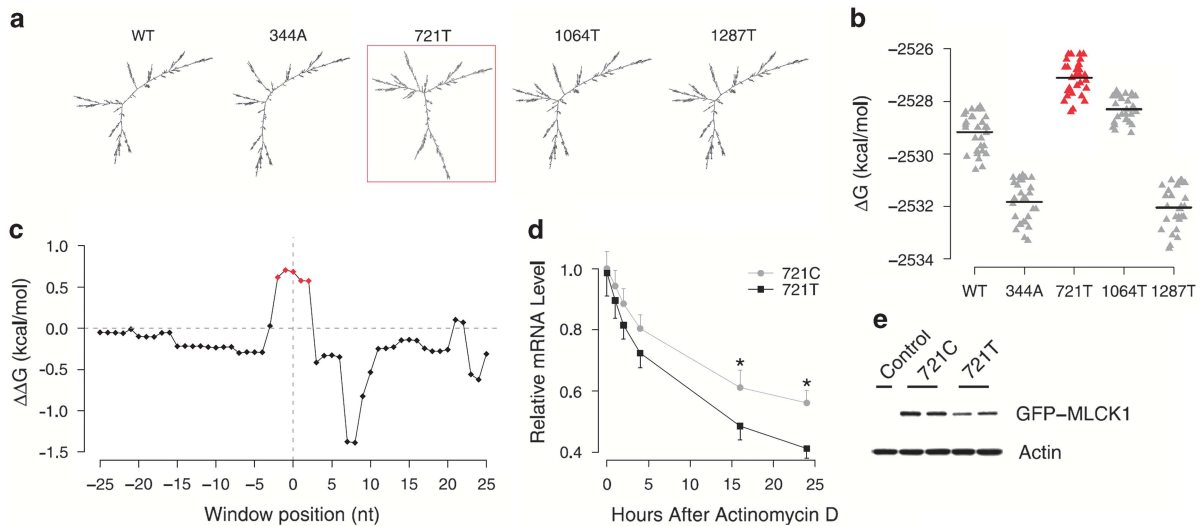 a
WT 344A 721T 1064T 1287T
b
ΔG (kcal/mol)
−2526
−2528
−2530
−2532
−2534
WT 344A 721T 1064T 1287T
c
ΔΔG (kcal/mol)
1.0
0.5
0.0
−0.5
−1.0
−1.5
−25 −20 −15 −10 −5 0 5 10 15 20 25
Window position (nt)
d
Relative mRNA Level
1.0
0.8
0.6
0.4
721C
721T
* *
0 5 10 15 20 25
Hours After Actinomycin D
e
Control 721C 721T
GFP−MLCK1
Actin